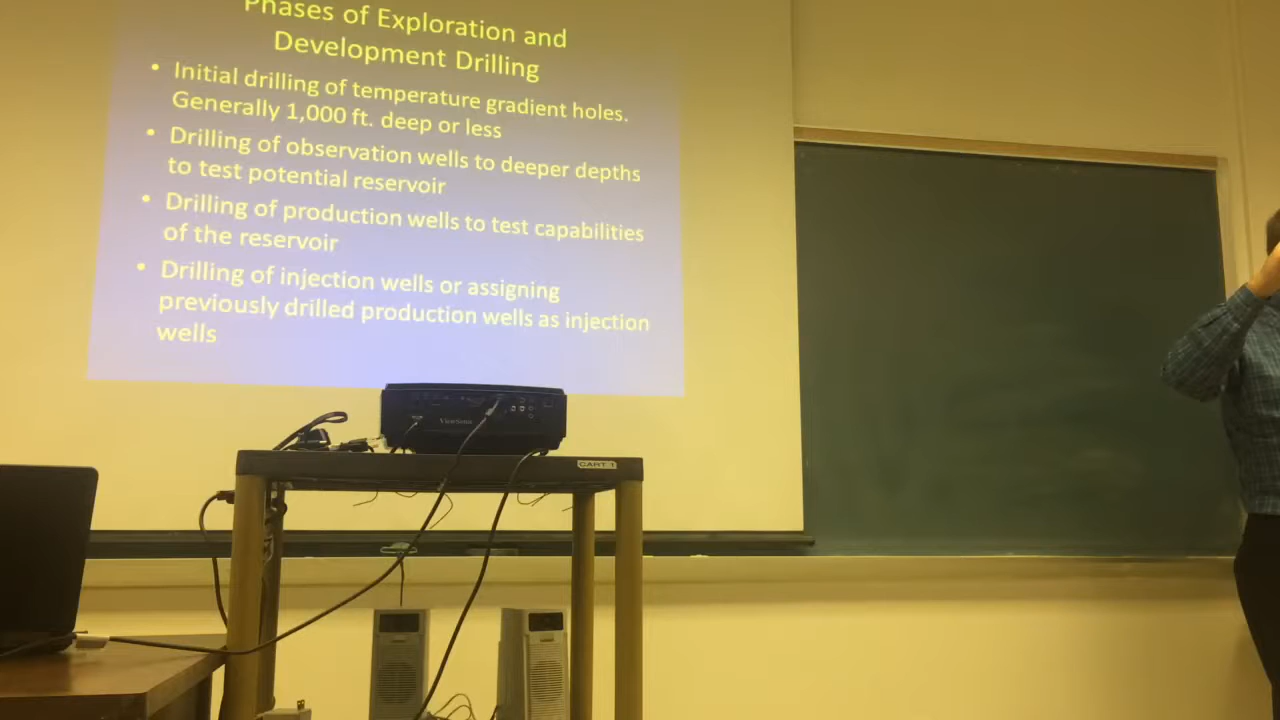 Phases of Exploration and
Development Drilling
• Initial drilling of temperature gradient holes.
Generally 1,000 ft. deep or less
• Drilling of observation wells to deeper depths
to test potential reservoir
• Drilling of production wells to test capabilities
of the reservoir
• Drilling of injection wells or assigning
previously drilled production wells as injection
wells
ViewSonic
CART 1